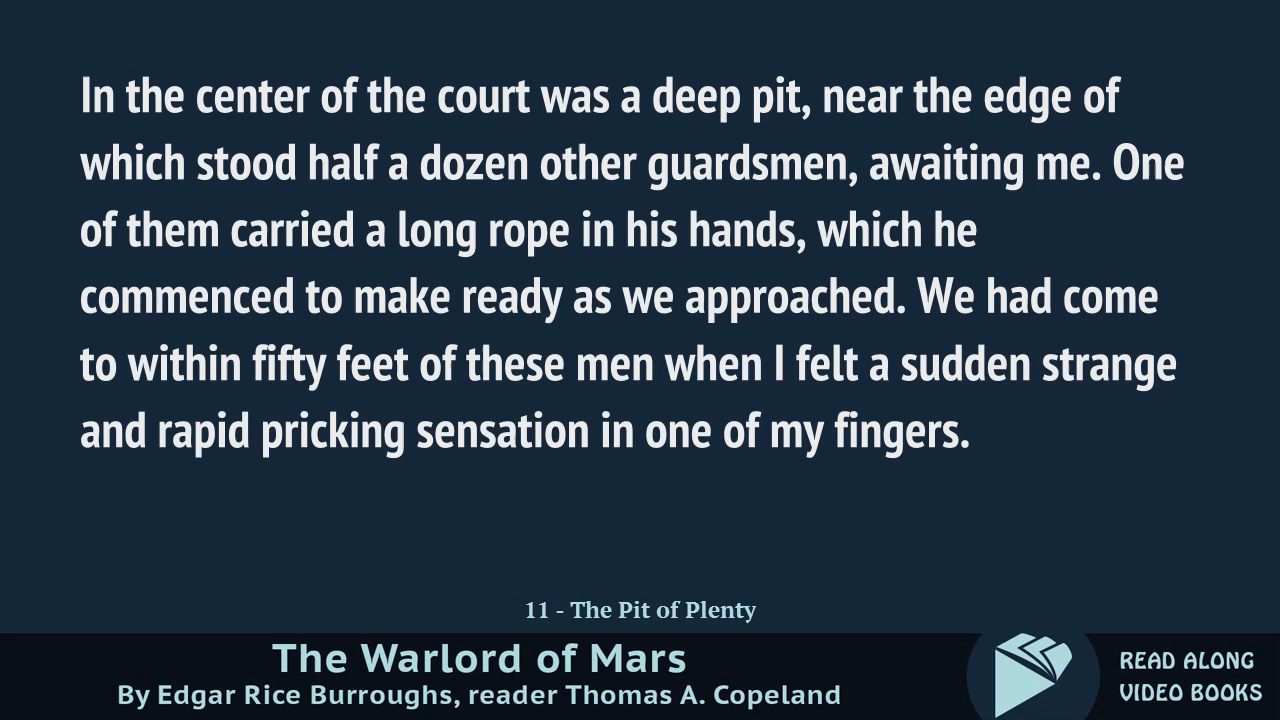 In the center of the court was a deep pit, near the edge of
which stood half a dozen other guardsmen, awaiting me. One
of them carried a long rope in his hands, which he
commenced to make ready as we approached. We had come
to within fifty feet of these men when I felt a sudden strange
and rapid pricking sensation in one of my fingers.
11 - The Pit of Plenty
The Warlord of Mars
By Edgar Rice Burroughs, reader Thomas A. Copeland
READ ALONG
VIDEO BOOKS